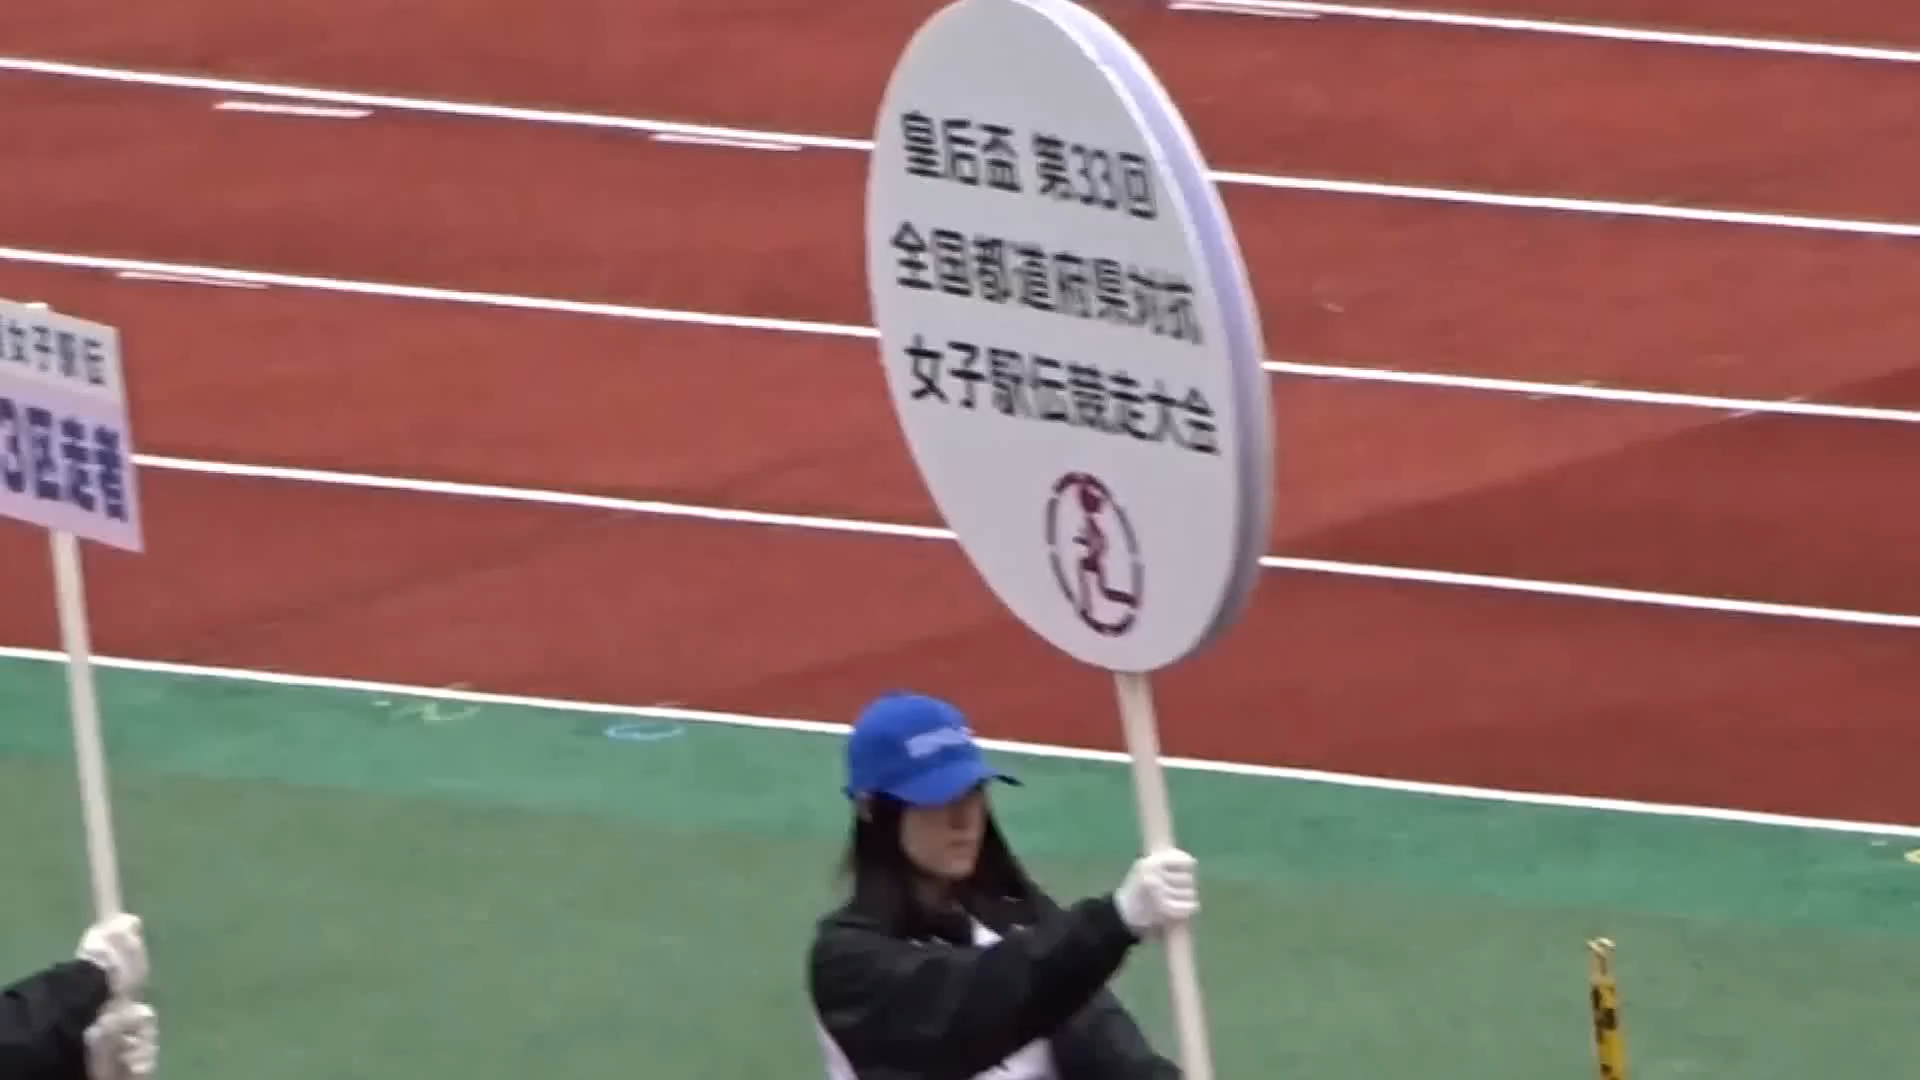 皇后盃 第33回
全国都道府県対抗
女子駅伝競走大会
女子駅伝
3区走者